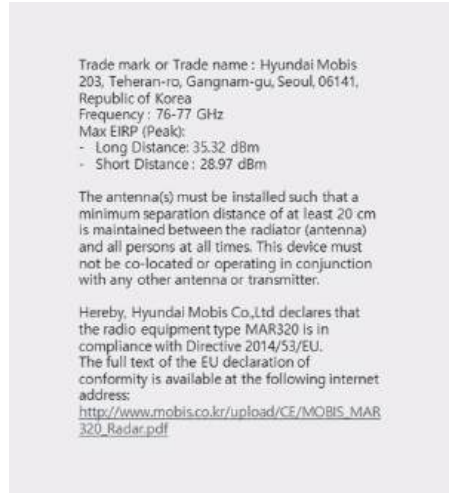 Trade mark or Trade name : Hyundai Mobis
203, Teheran-ro, Gangnam-gu, Seoul, 06141,
Republic of Korea
Frequency : 76-77 GHz
Max EIRP (Peak):
- Long Distance: 35.32 dBm
- Short Distance : 28.97 dBm
The antenna(s) must be installed such that a
minimum separation distance of at least 20 cm
is maintained between the radiator (antenna)
and all persons at all times. This device must
not be co-located or operating in conjunction
with any other antenna or transmitter.
Hereby, Hyundai Mobis Co.,Ltd declares that
the radio equipment type MAR320 is in
compliance with Directive 2014/53/EU.
The full text of the EU declaration of
conformity is available at the following internet
address:
http://www.mobis.co.kr/upload/CE/MOBIS_MAR
320_Radar.pdf